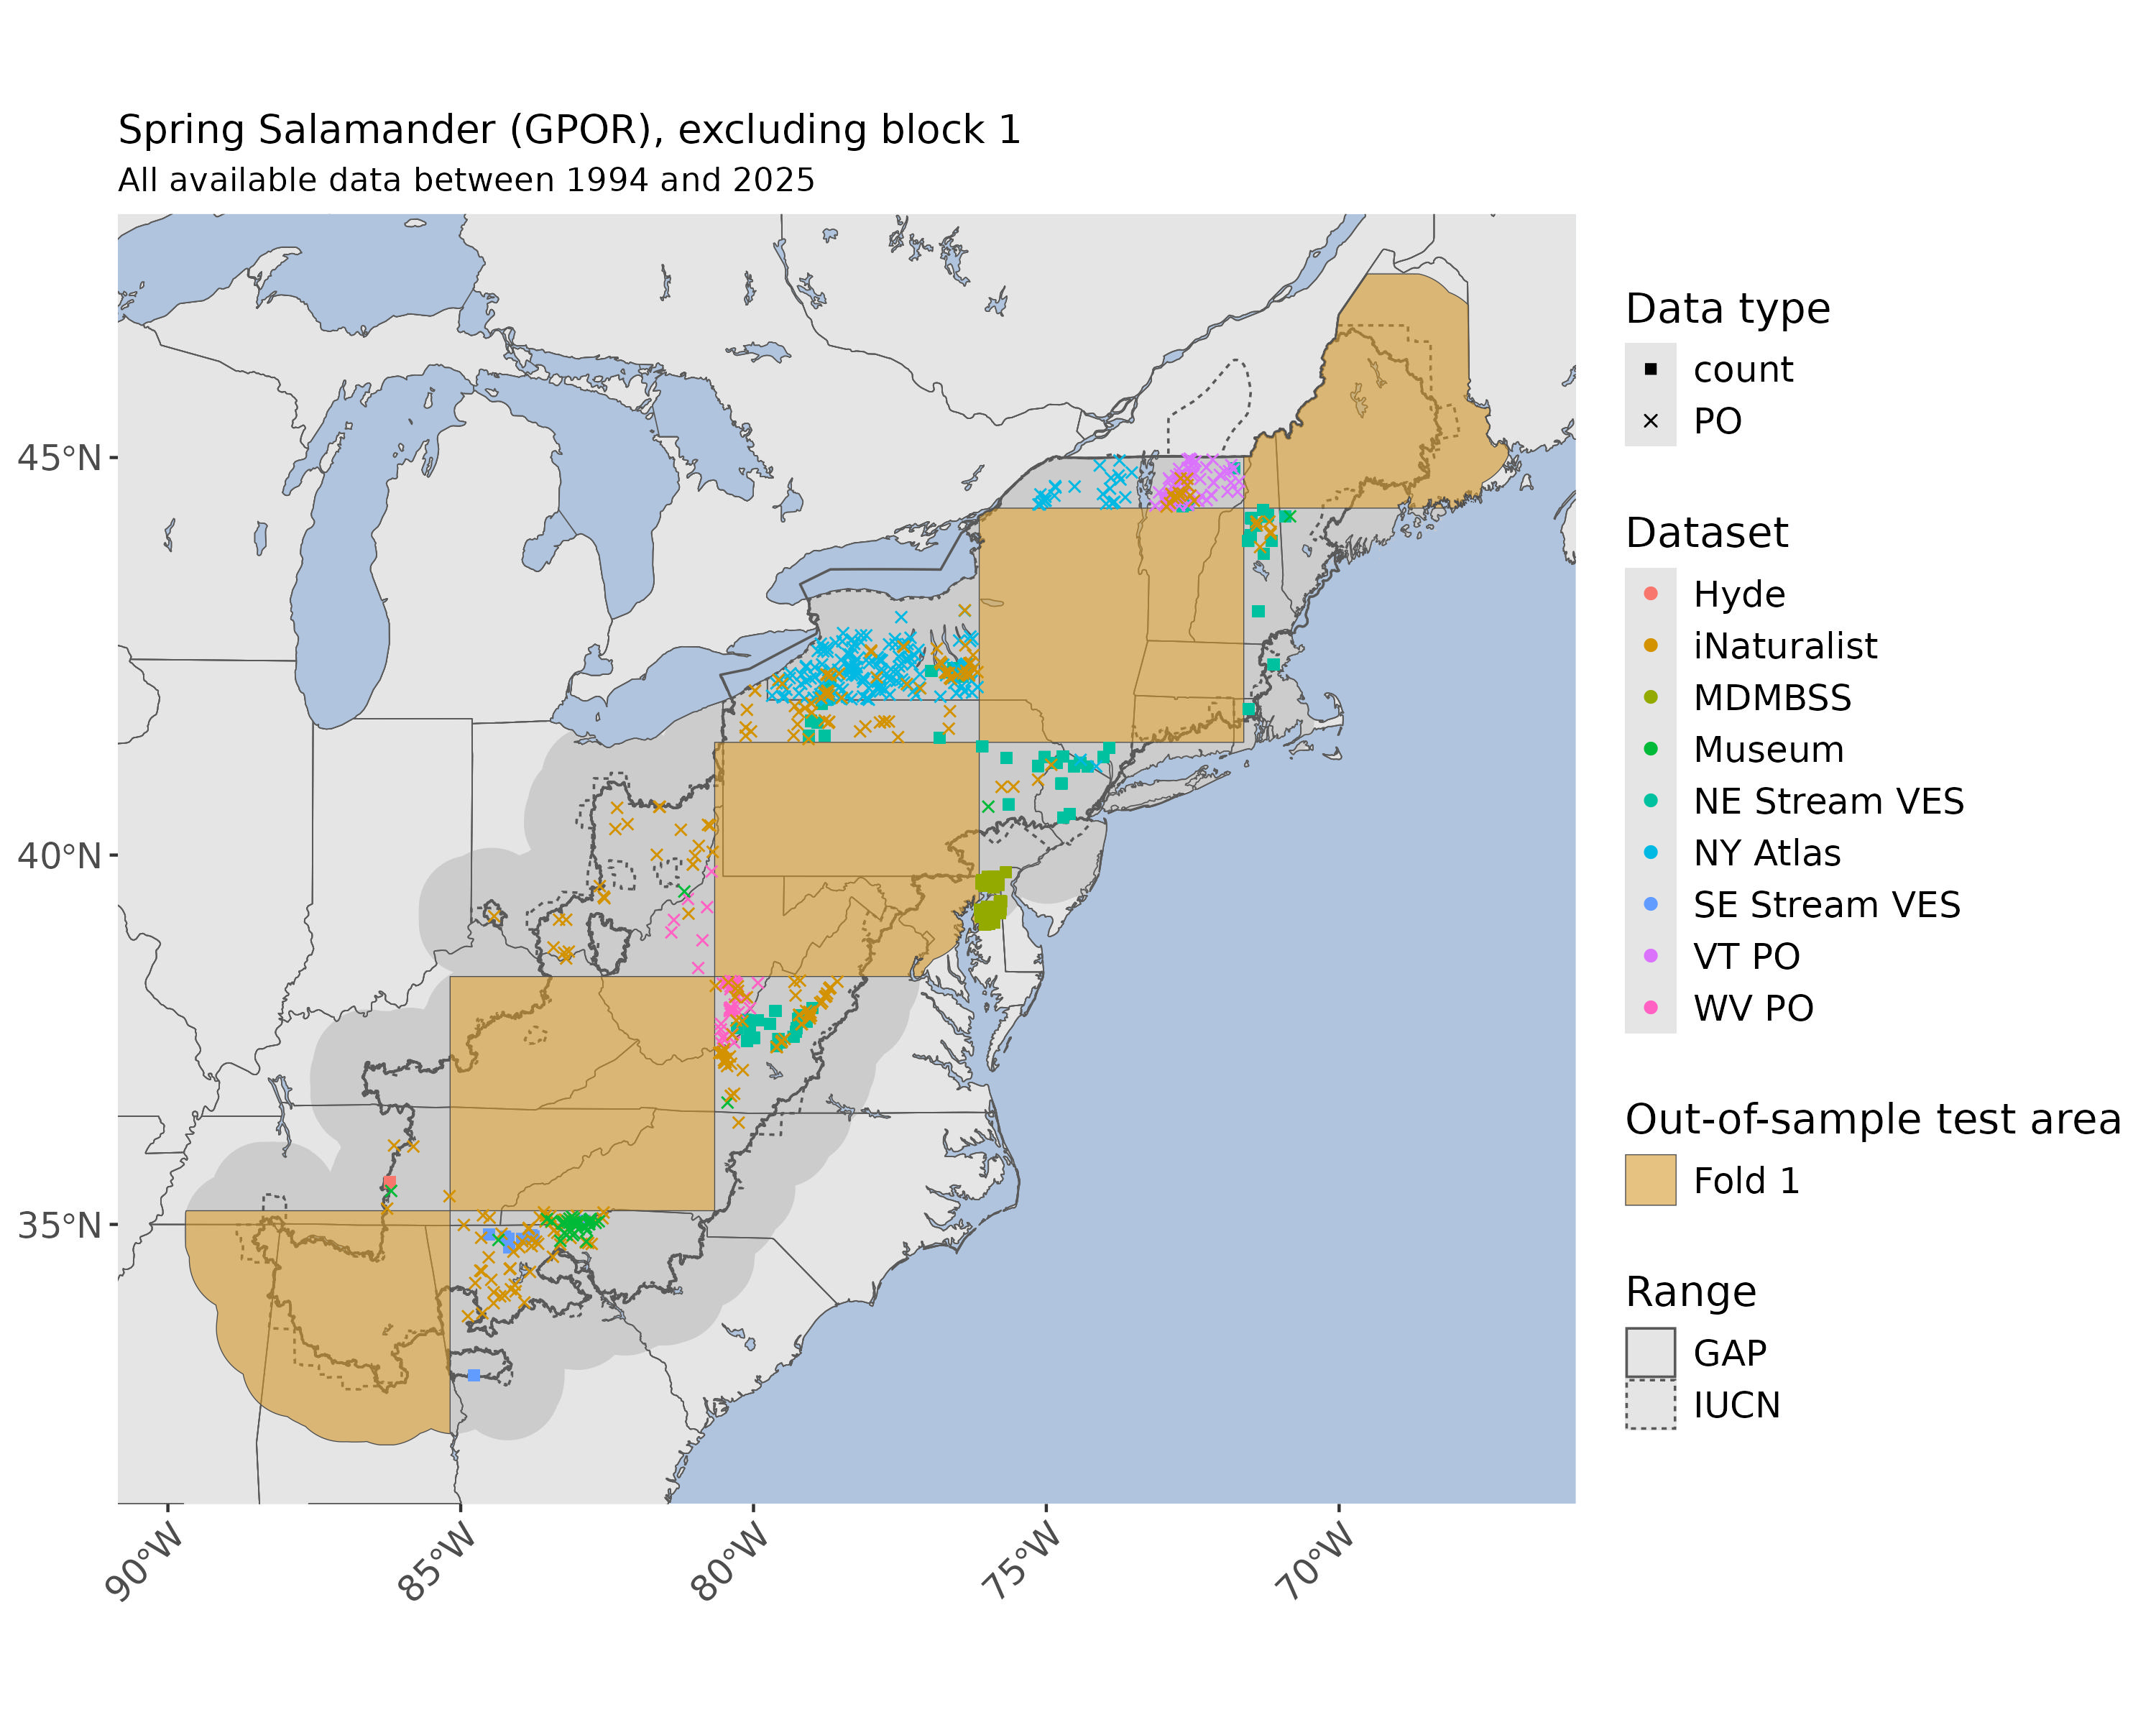 Spring Salamander (GPOR), excluding block 1
All available data between 1994 and 2025
45°N
40°N
35°N
90°W
85°W
80°W
75°W
70°W
Data type
count
PO
Dataset
Hyde
iNaturalist
MDMBSS
Museum
NE Stream VES
NY Atlas
SE Stream VES
VT PO
WV PO
Out-of-sample test area
Fold 1
Range
GAP
IUCN